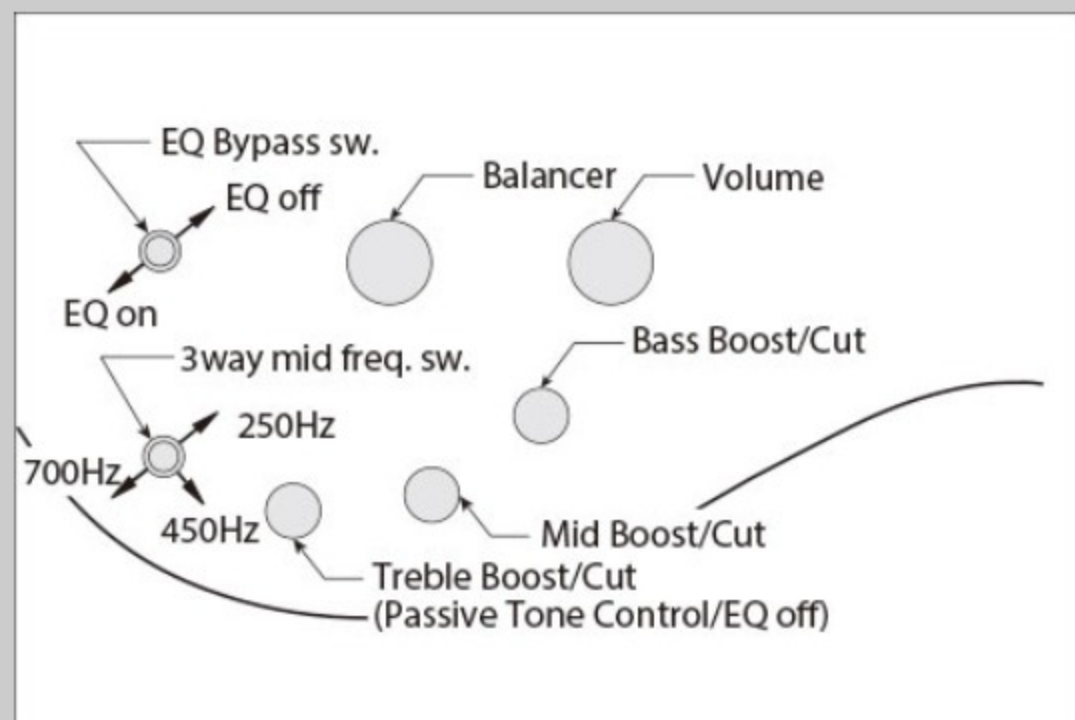 EQ Bypass sw.
EQ off
EQ on
Balancer
Volume
3way mid freq. sw.
250Hz
700Hz
450Hz
Bass Boost/Cut
Mid Boost/Cut
Treble Boost/Cut
(Passive Tone Control/EQ off)